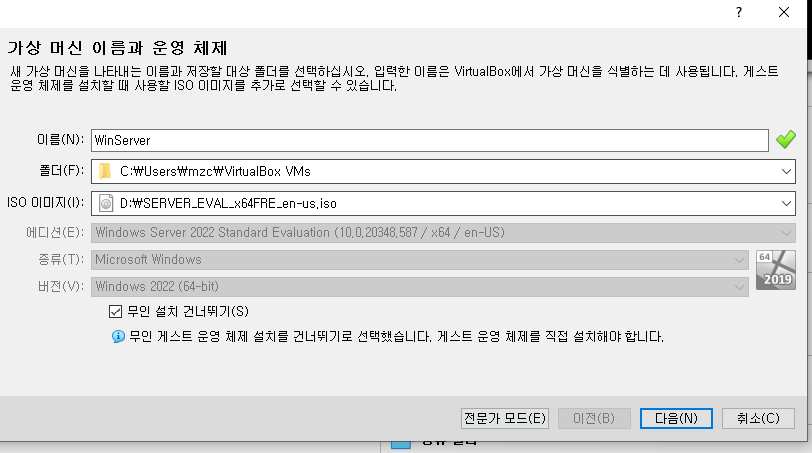 ?
가상 머신 이름과 운영 체제
새 가상 머신을 나타내는 이름과 저장할 대상 폴더를 선택하십시오. 입력한 이름은 VirtualBox에서 가상 머신을 식별하는 데 사용됩니다. 게스트
운영 체제를 설치할 때 사용할 ISO 이미지를 추가로 선택할 수 있습니다.
이름(N): WinServer
폴더(F): C:₩Users₩mzc₩VirtualBox VMs
ISO 이미지(I): D:₩SERVER_EVAL_x64FRE_en-us.iso
에디션(E): Windows Server 2022 Standard Evaluation (10.0.20348.587 / x64 / en-US)
종류(T): Microsoft Windows
64
2019
버전(V): Windows 2022 (64-bit)
무인 설치 건너뛰기(S)
무인 게스트 운영 체제 설치를 건너뛰기로 선택했습니다. 게스트 운영 체제를 직접 설치해야 합니다.
전문가 모드(E) 이전(B) 다음(N) 취소(C)